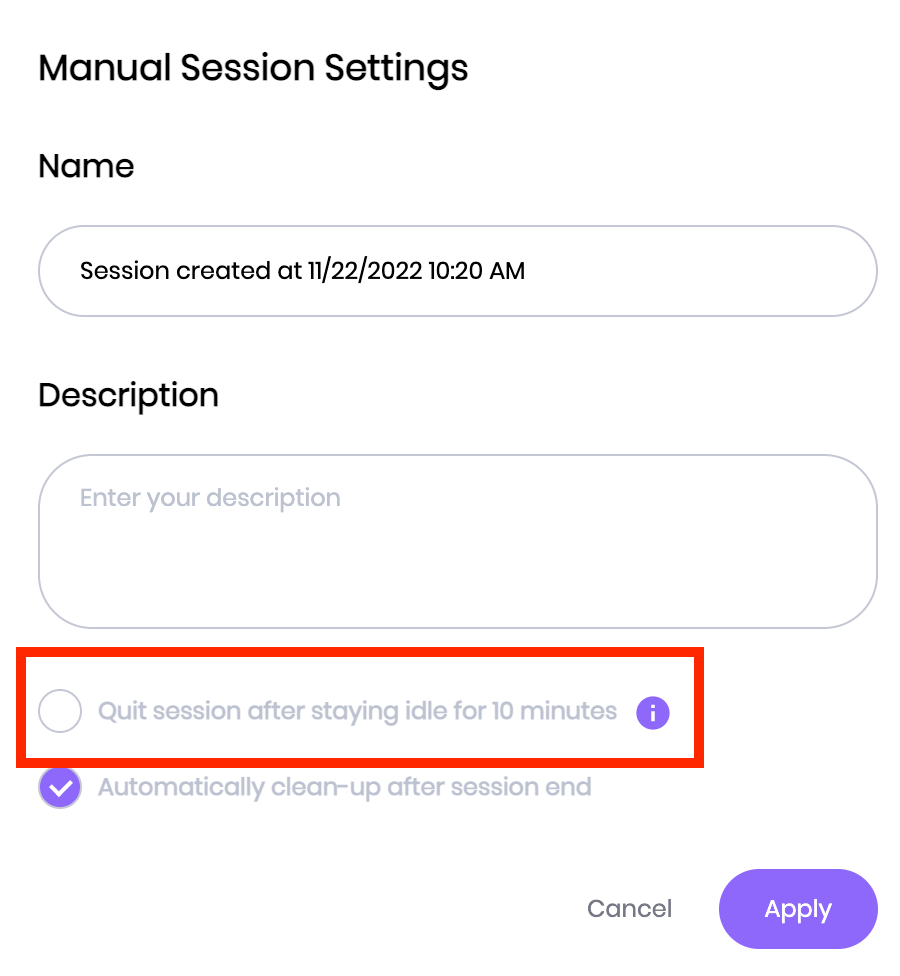 Manual Session Settings
Name
Session created at 11/22/2022 10:20 AM
Description
Enter your description
Quit session after staying idle for 10 minutes
Automatically clean-up after session end
Cancel
Apply